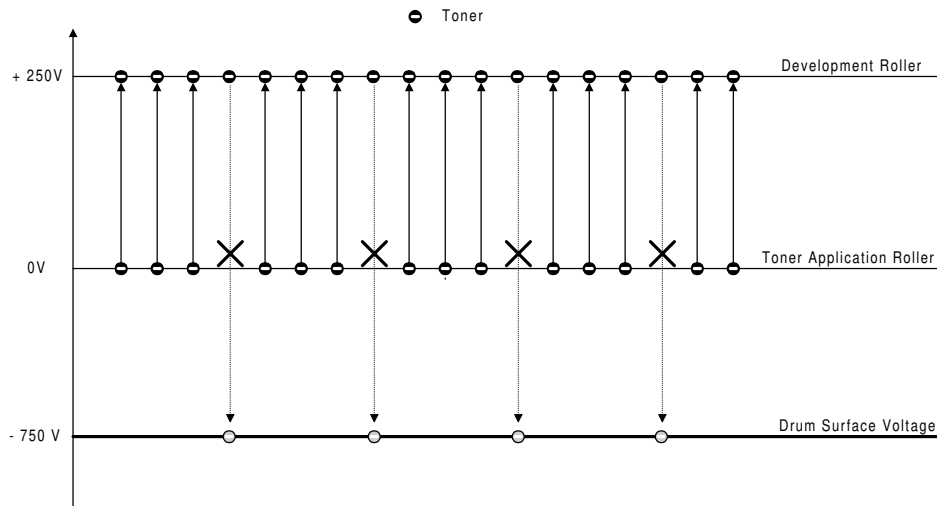 Toner
+ 250V
Development Roller
0V
Toner Application Roller
- 750 V
Drum Surface Voltage